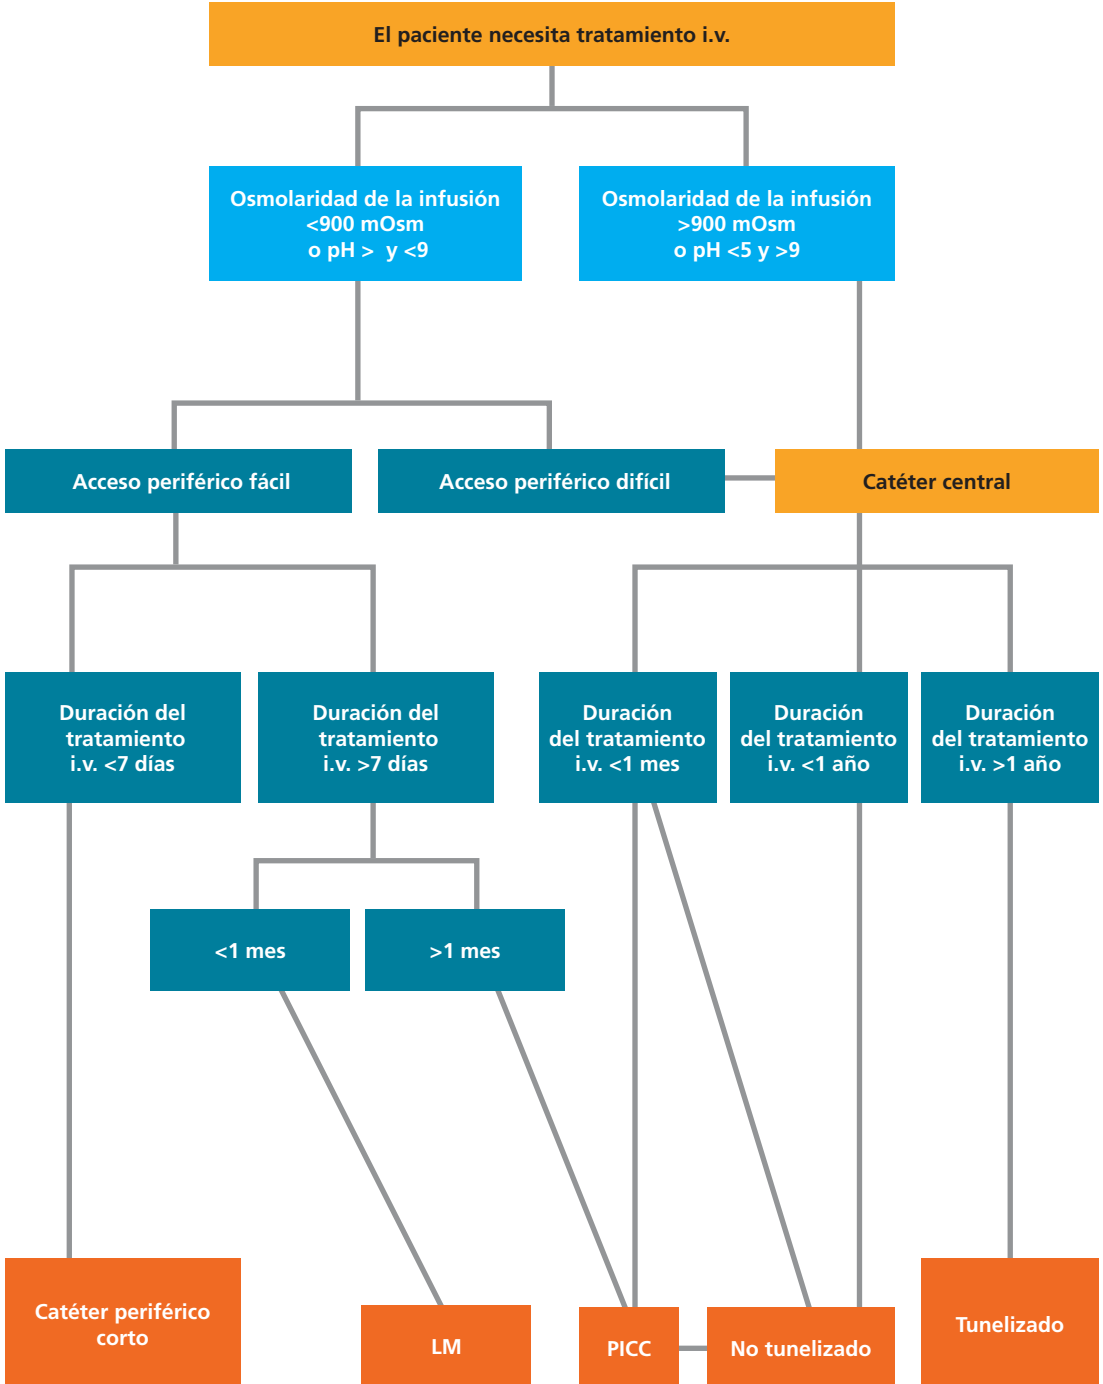 El paciente necesita tratamiento i.v.
Osmolaridad de la infusión
<900 mOsm
o pH > y <9
Osmolaridad de la infusión
>900 mOsm
o pH <5 y >9
Acceso periférico fácil
Acceso periférico difícil
Catéter central
Duración del
tratamiento
i.v. <7 días
Duración del
tratamiento
i.v. >7 días
Duración
del tratamiento
i.v. <1 mes
Duración
del tratamiento
i.v. <1 año
Duración
del tratamiento
i.v. >1 año
<1 mes
>1 mes
Catéter periférico
corto
LM
PICC
No tunelizado
Tunelizado